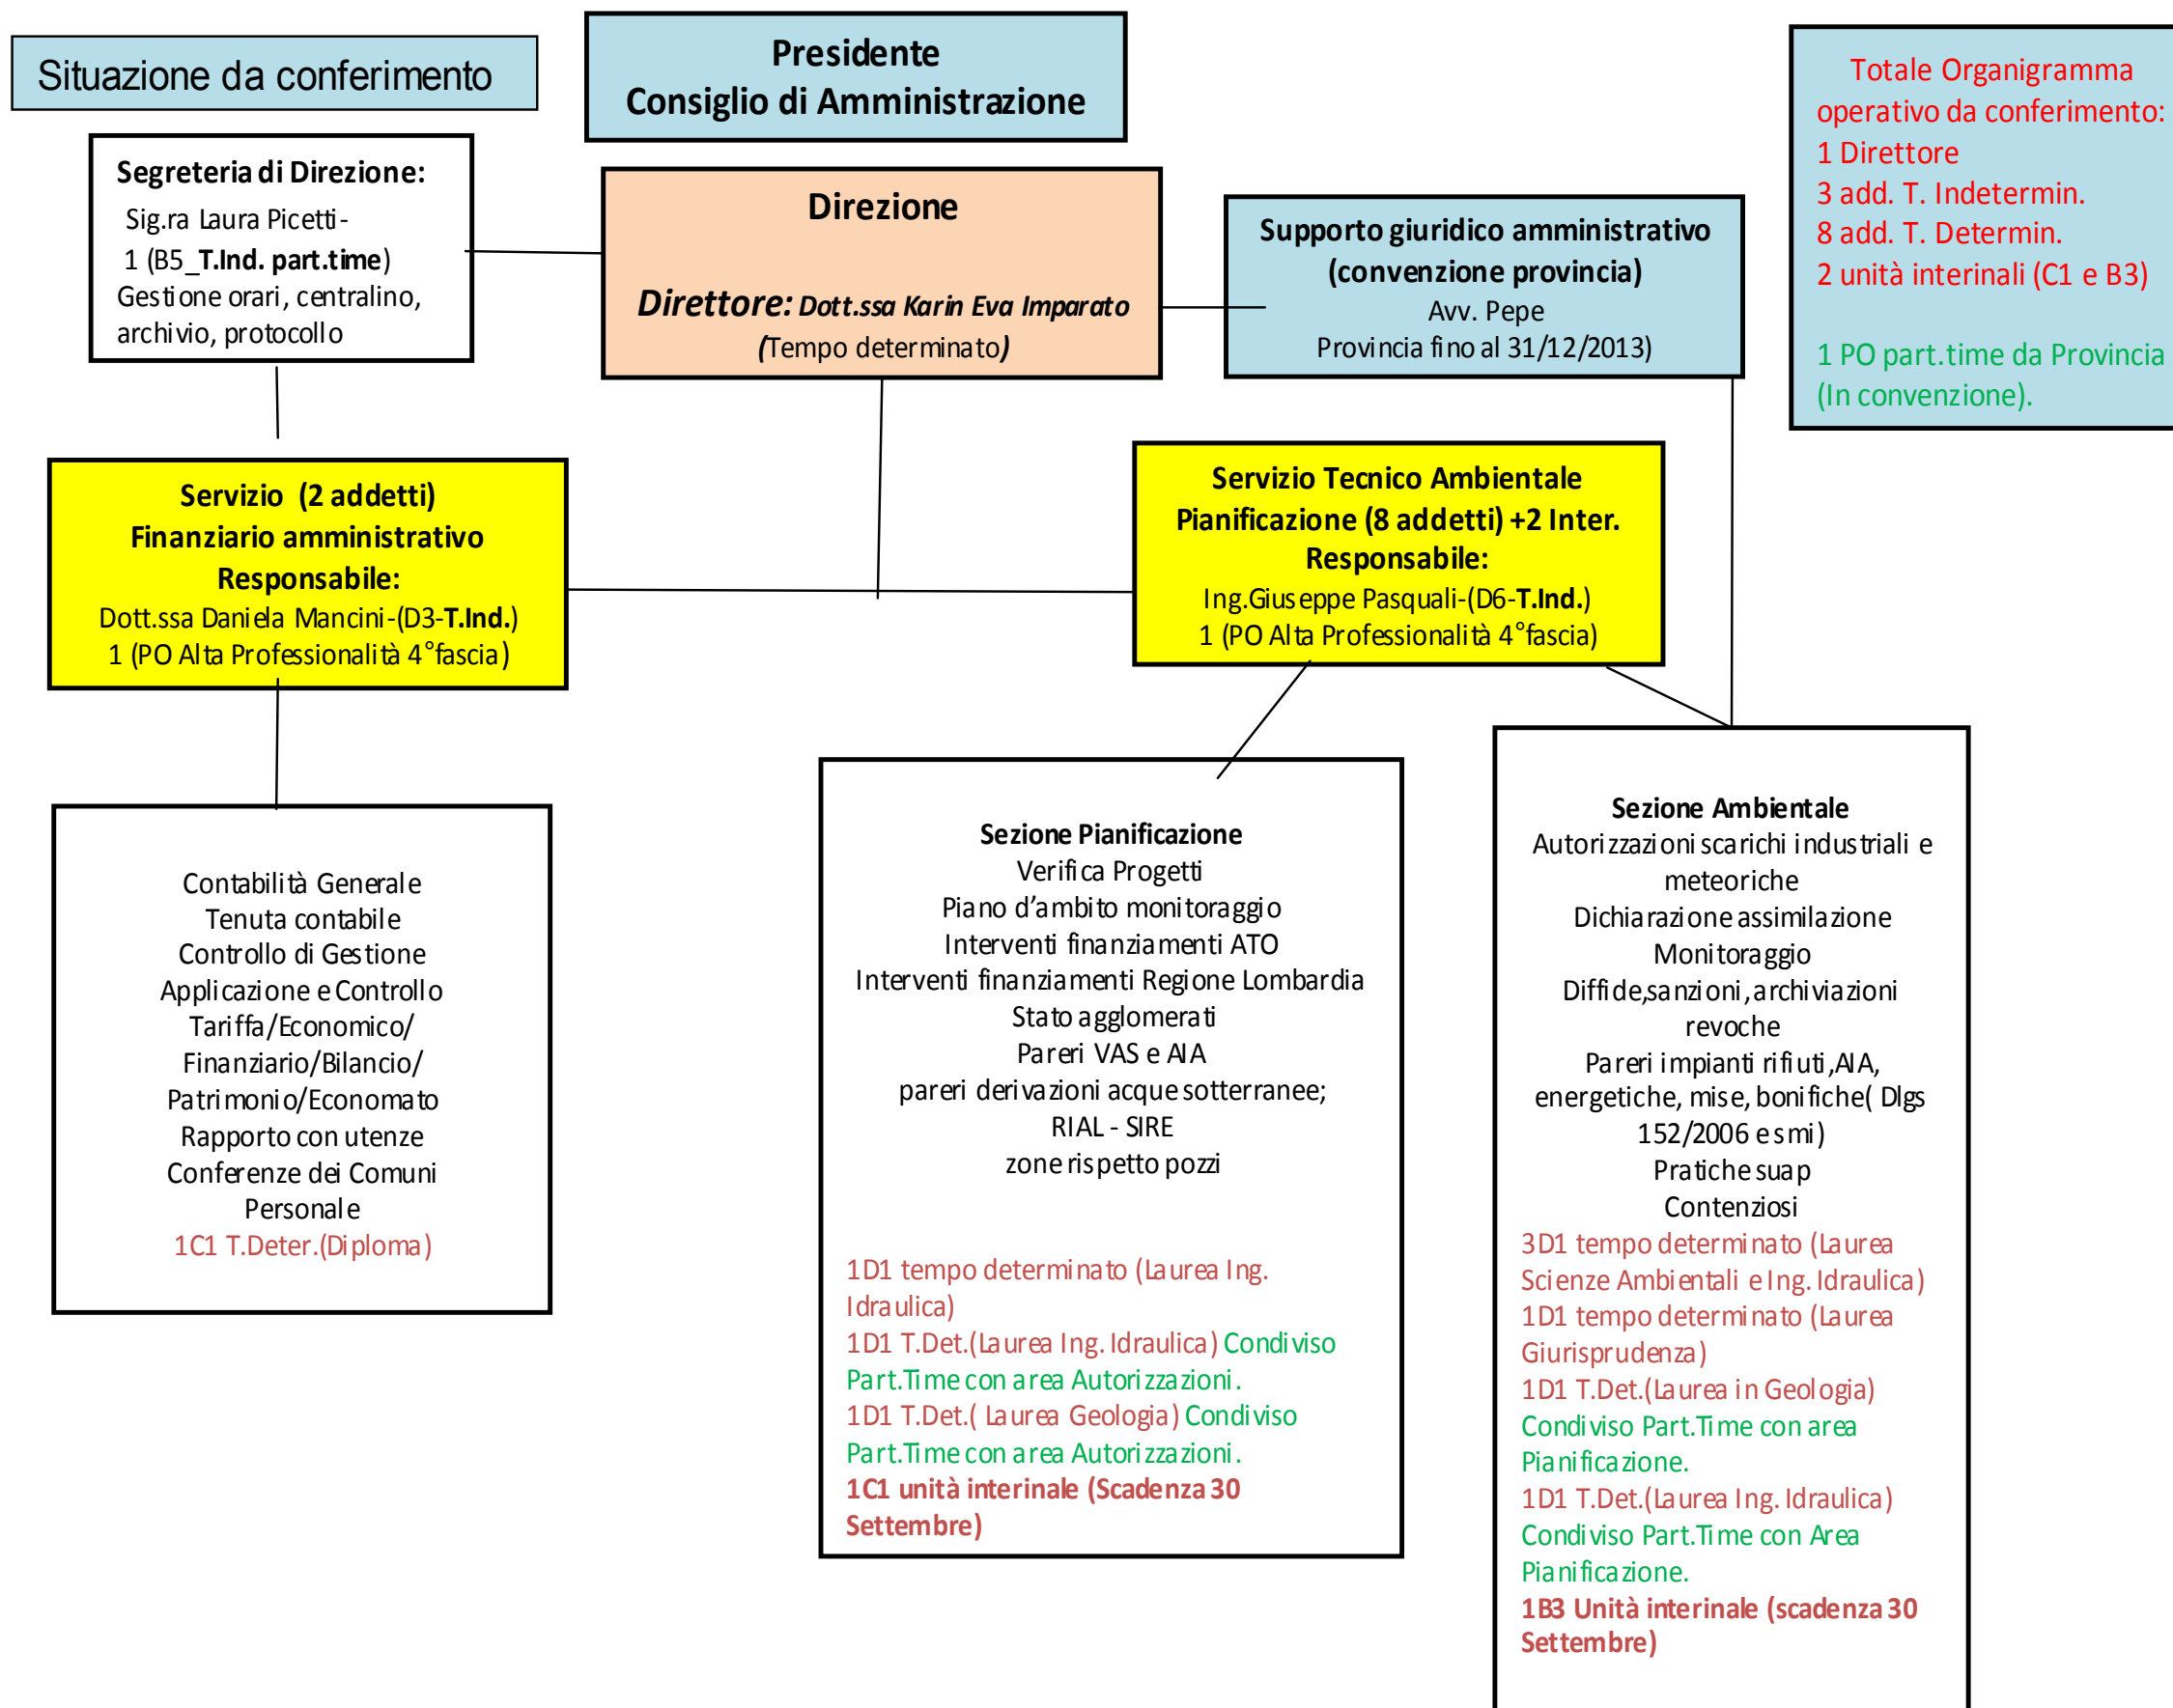 Situazione da conferimento
Presidente
Consiglio di Amministrazione
Totale Organigramma
operativo da conferimento:
1 Direttore
3 add. T. Indetermin.
8 add. T. Determin.
2 unità interinali (C1 e B3)
1 PO part.time da Provincia
(In convenzione).
Segreteria di Direzione:
Sig.ra Laura Picetti-
1 (B5_T.Ind. part.time)
Gestione orari, centralino,
archivio, protocollo
Direzione
Direttore: Dott.ssa Karin Eva Imparato
(Tempo determinato)
Supporto giuridico amministrativo
(convenzione provincia)
Avv. Pepe
Provincia fino al 31/12/2013)
Servizio (2 addetti)
Finanziario amministrativo
Responsabile:
Dott.ssa Daniela Mancini-(D3-T.Ind.)
1 (PO Alta Professionalità 4°fascia)
Servizio Tecnico Ambientale
Pianificazione (8 addetti) +2 Inter.
Responsabile:
Ing.Giuseppe Pasquali-(D6-T.Ind.)
1 (PO Alta Professionalità 4°fascia)
Contabilità Generale
Tenuta contabile
Controllo di Gestione
Applicazione e Controllo
Tariffa/Economico/
Finanziario/Bilancio/
Patrimonio/Economato
Rapporto con utenze
Conferenze dei Comuni
Personale
1C1 T.Deter.(Diploma)
Sezione Pianificazione
Verifica Progetti
Piano d’ambito monitoraggio
Interventi finanziamenti ATO
Interventi finanziamenti Regione Lombardia
Stato agglomerati
Pareri VAS e AIA
pareri derivazioni acque sotterranee;
RIAL - SIRE
zone rispetto pozzi
1D1 tempo determinato (Laurea Ing.
Idraulica)
1D1 T.Det.(Laurea Ing. Idraulica) Condiviso
Part.Time con area Autorizzazioni.
1D1 T.Det.( Laurea Geologia) Condiviso
Part.Time con area Autorizzazioni.
1C1 unità interinale (Scadenza 30
Settembre)
Sezione Ambientale
Autorizzazioni scarichi industriali e
meteoriche
Dichiarazione assimilazione
Monitoraggio
Diffide,sanzioni, archiviazioni
revoche
Pareri impianti rifiuti,AIA,
energetiche, mise, bonifiche( Dlgs
152/2006 e smi)
Pratiche suap
Contenziosi
3D1 tempo determinato (Laurea
Scienze Ambientali e Ing. Idraulica)
1D1 tempo determinato (Laurea
Giurisprudenza)
1D1 T.Det.(Laurea in Geologia)
Condiviso Part.Time con area
Pianificazione.
1D1 T.Det.(Laurea Ing. Idraulica)
Condiviso Part.Time con Area
Pianificazione.
1B3 Unità interinale (scadenza 30
Settembre)